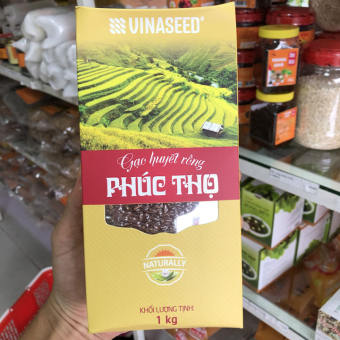 VINASEED®
Gạo huyết rồng
PHÚC THỌ
NATURALLY
KHỐI LƯỢNG TỊNH:
1 kg